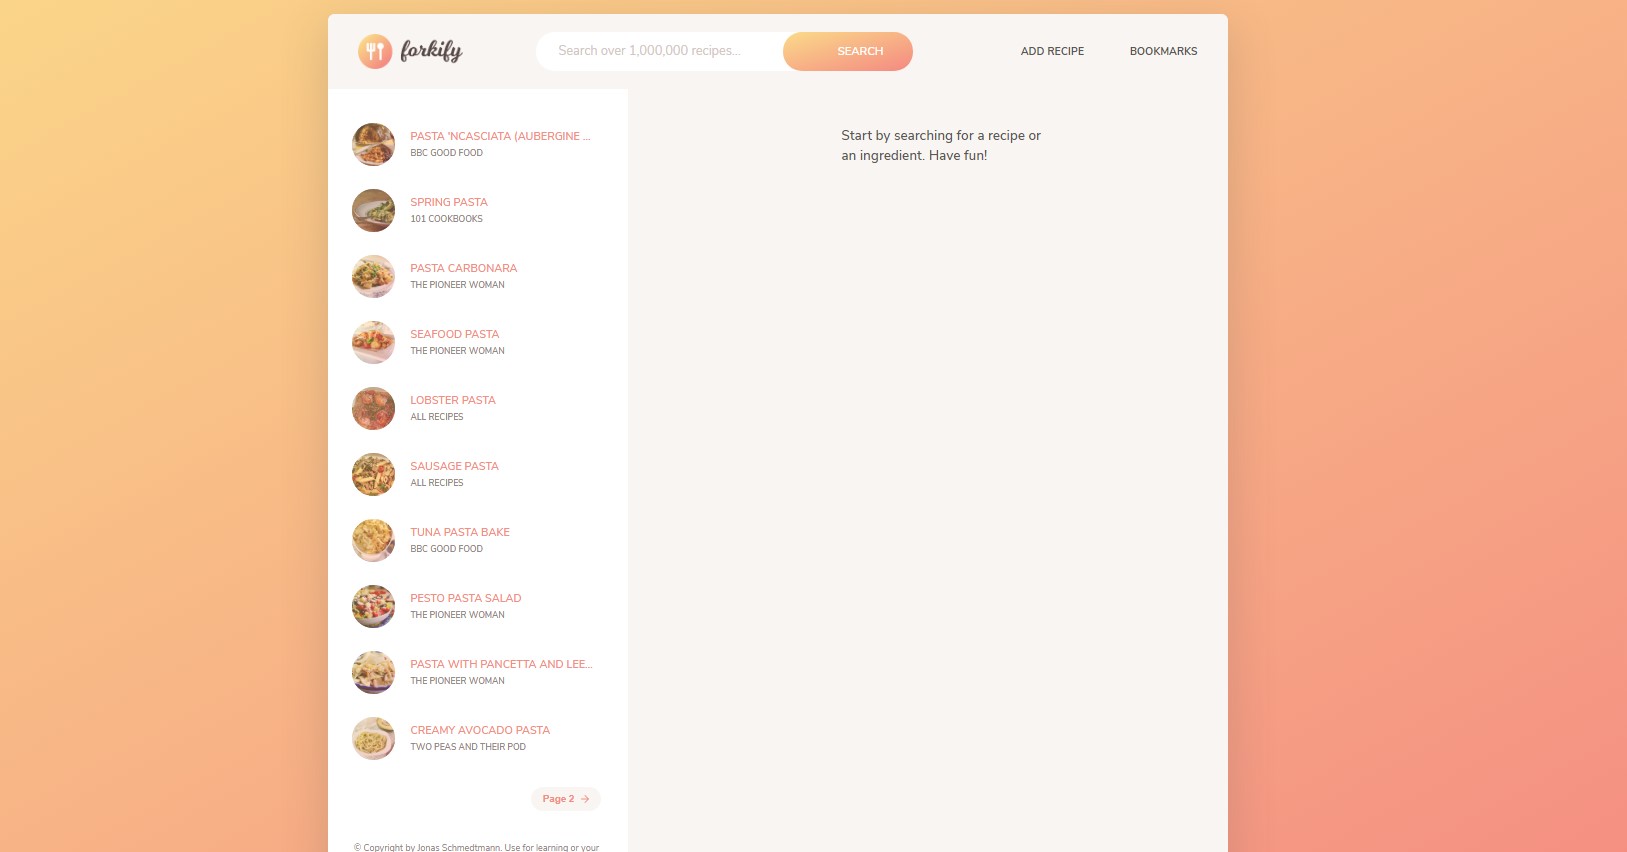 forkify
Search over 1,000,000 recipes...
SEARCH
ADD RECIPE
BOOKMARKS
PASTA 'NCASCIATA (AUBERGINE ...
BBC GOOD FOOD
SPRING PASTA
101 COOKBOOKS
PASTA CARBONARA
THE PIONEER WOMAN
SEAFOOD PASTA
THE PIONEER WOMAN
LOBSTER PASTA
ALL RECIPES
SAUSAGE PASTA
ALL RECIPES
TUNA PASTA BAKE
BBC GOOD FOOD
PESTO PASTA SALAD
THE PIONEER WOMAN
PASTA WITH PANCETTA AND LEE...
THE PIONEER WOMAN
CREAMY AVOCADO PASTA
TWO PEAS AND THEIR POD
Page 2
© Copyright by Jonas Schmedtmann. Use for learning or your
Start by searching for a recipe or
an ingredient. Have fun!